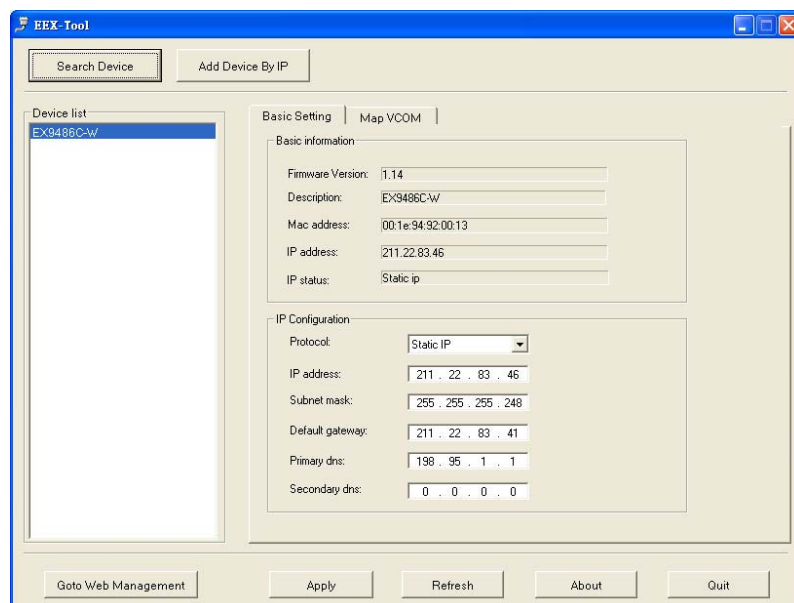 EEX-Tool
Search Device Add Device By IP
Device list
EX9486C-W
Basic Setting Map VCOM
Basic information
Firmware Version: 1.14
Description: EX9486C-W
Mac address: 00:1e:94:92:00:13
IP address: 211.22.83.46
IP status: Static ip
IP Configuration
Protocol: Static IP
IP address: 211 . 22 . 83 . 46
Subnet mask: 255 . 255 . 255 . 248
Default gateway: 211 . 22 . 83 . 41
Primary dns: 198 . 95 . 1 . 1
Secondary dns: 0 . 0 . 0 . 0
Goto Web Management Apply Refresh About Quit